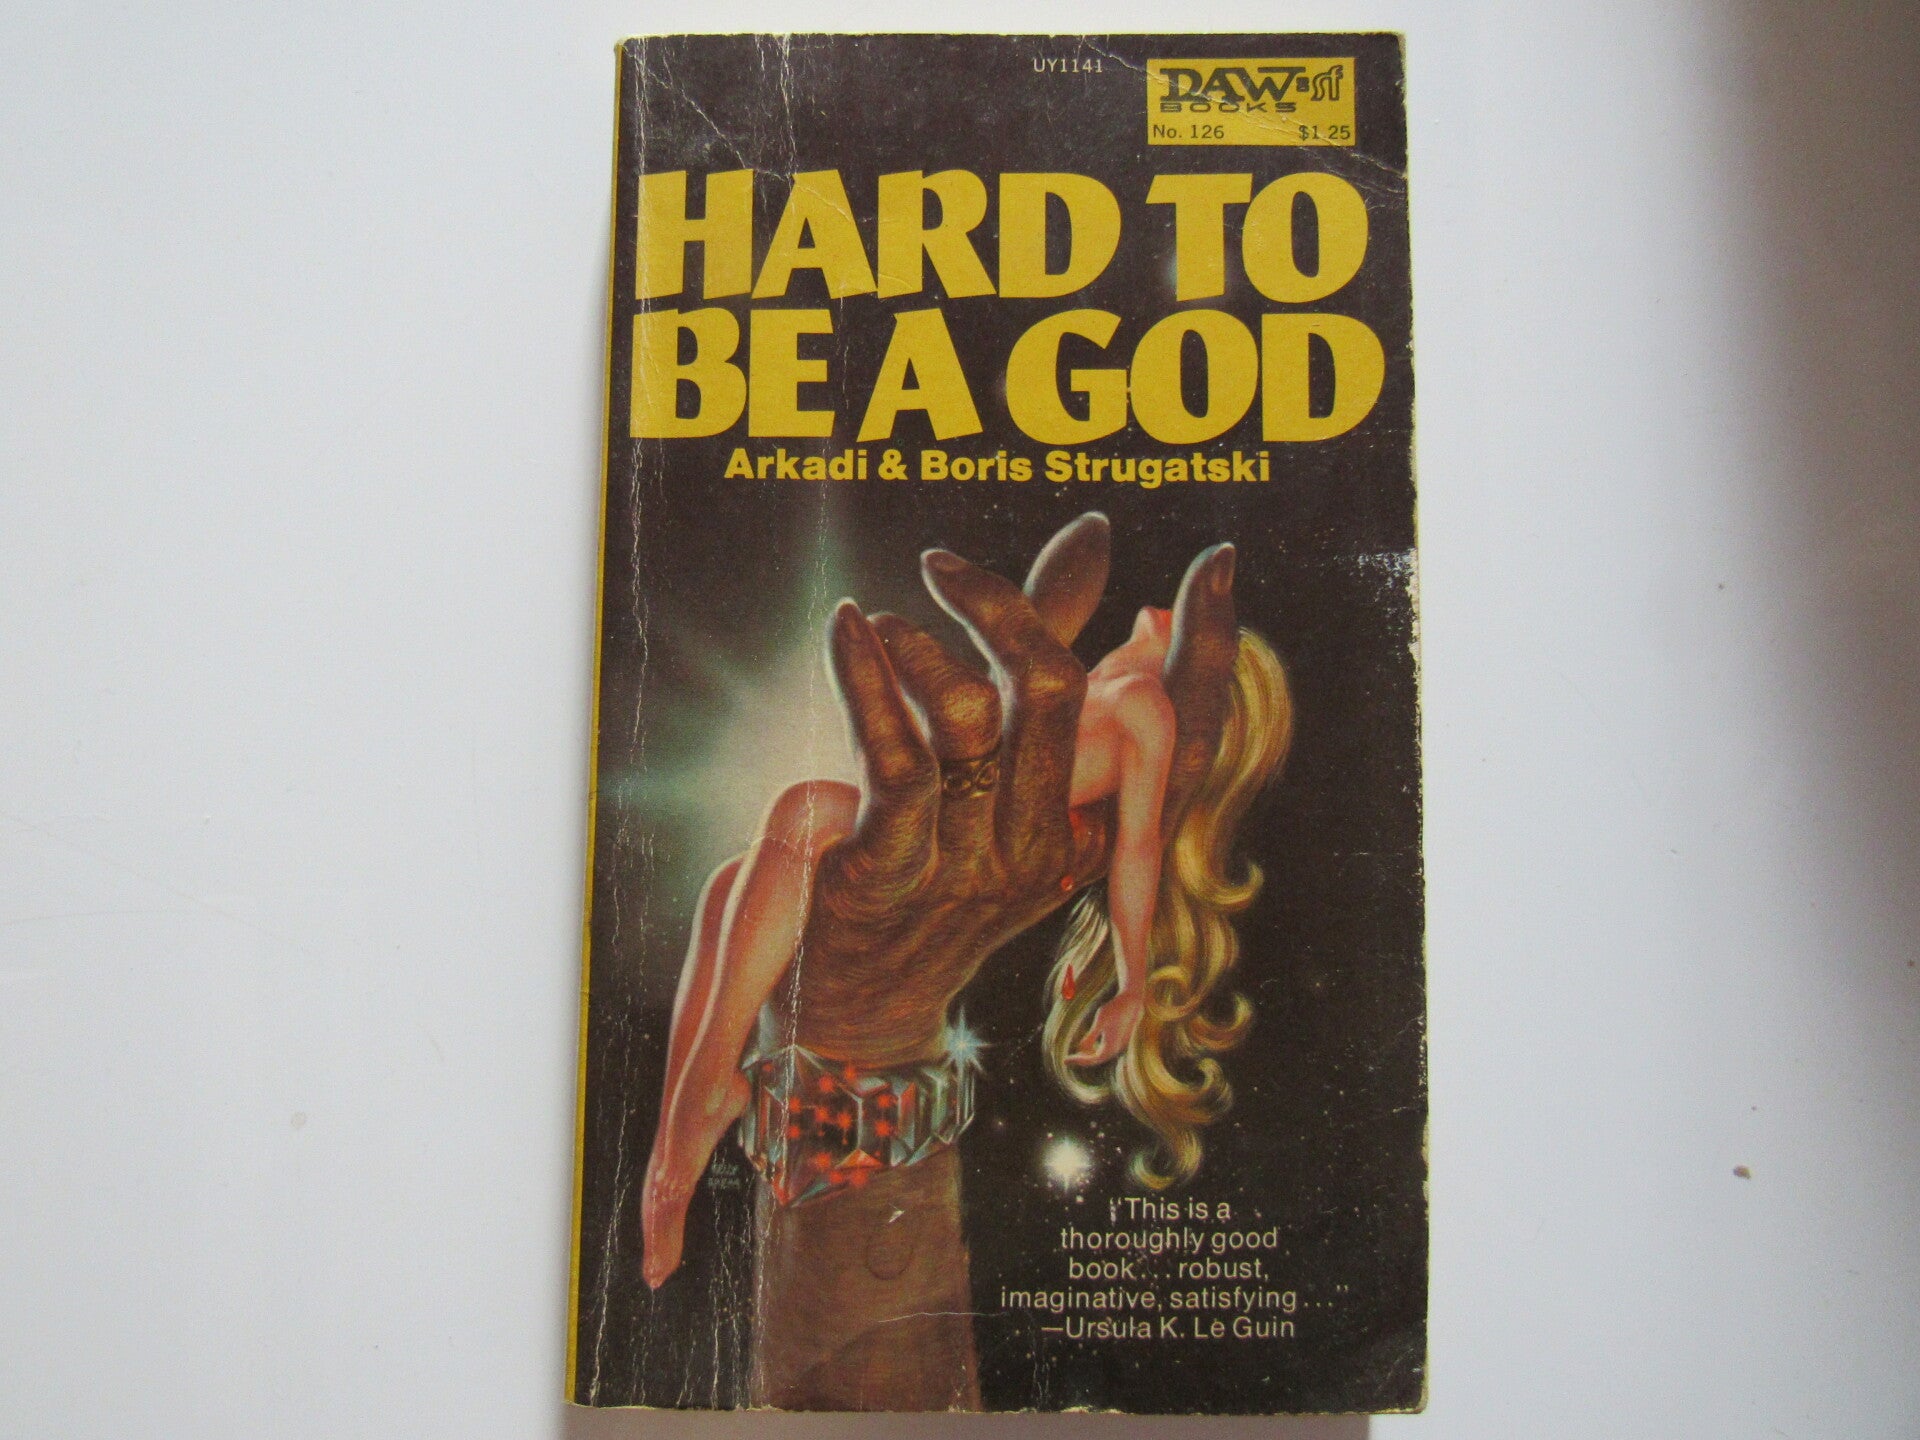 UY1141
DAW=sf
BOOKS
No. 126 $1.25
HARD TO
BE A GOD
Arkadi & Boris Strugatski
"This is a
thoroughly good
book...robust,
imaginative, satisfying..."
—Ursula K. Le Guin